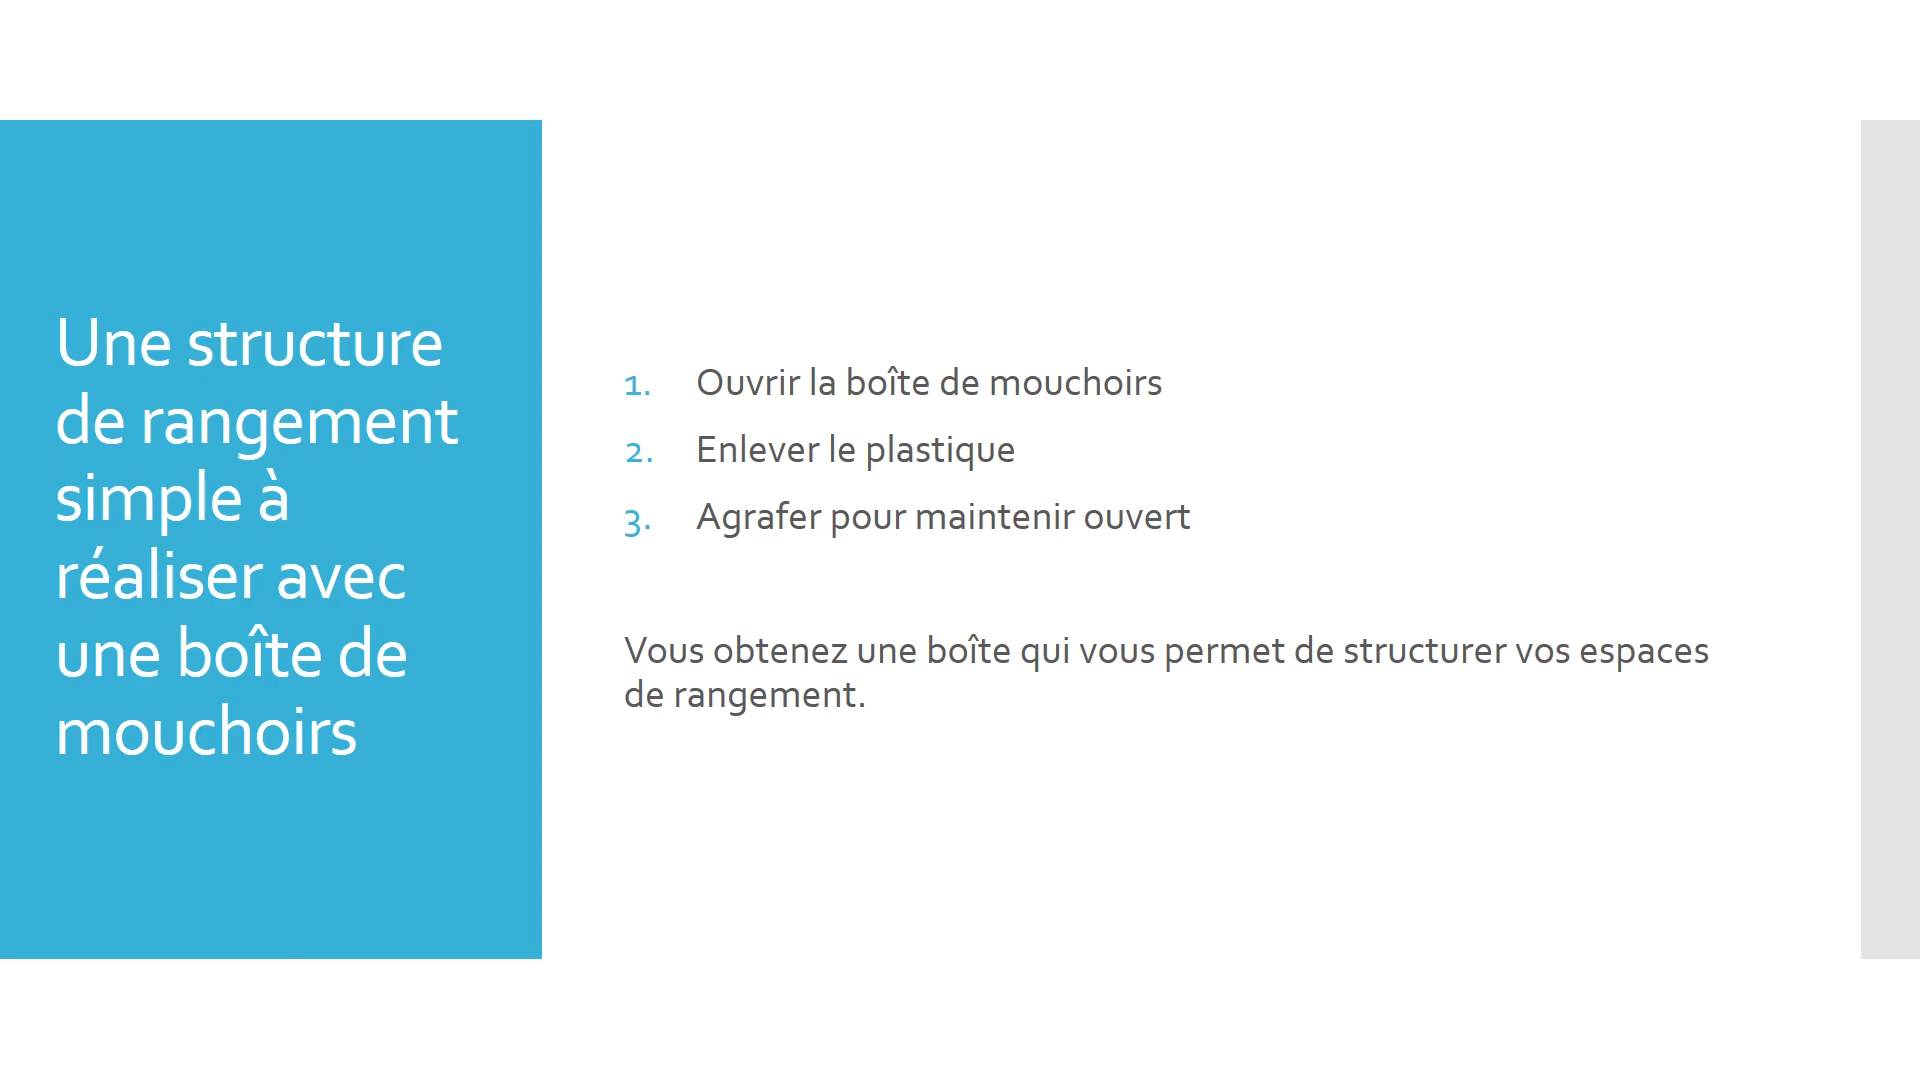 Une structure
de rangement
simple à
réaliser avec
une boîte de
mouchoirs
1. Ouvrir la boîte de mouchoirs
2. Enlever le plastique
3. Agrafer pour maintenir ouvert
Vous obtenez une boîte qui vous permet de structurer vos espaces
de rangement.